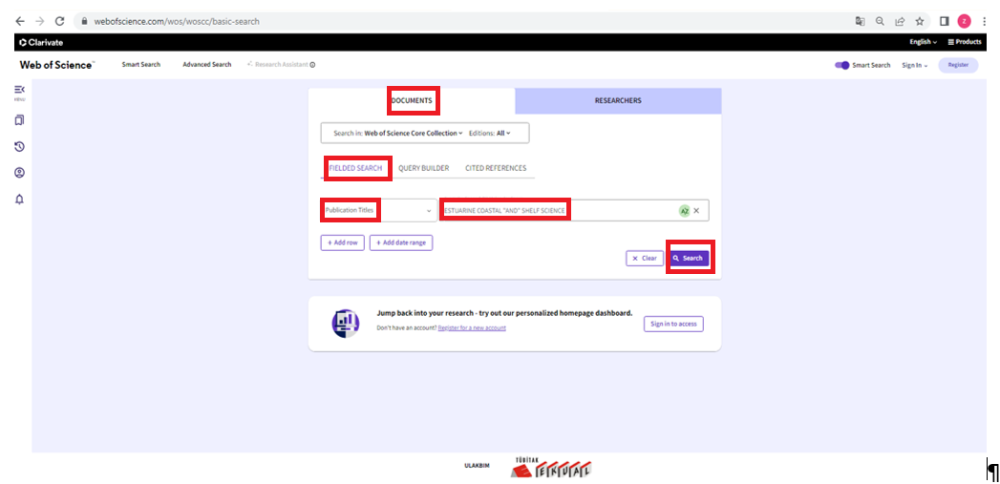 webofscience.com/wos/woscc/basic-search
Z
Clarivate
English
Products
Web of Science™
Smart Search
Advanced Search
Research Assistant
Smart Search
Sign In
Register
MENU
DOCUMENTS
RESEARCHERS
Search in: Web of Science Core Collection Editions: All
FIELDED SEARCH
QUERY BUILDER
CITED REFERENCES
Publication Titles
ESTUARINE COASTAL "AND" SHELF SCIENCE
AZ
+ Add row
+ Add date range
× Clear
Search
Jump back into your research - try out our personalized homepage dashboard.
Don't have an account? Register for a new account
Sign in to access
ULAKBIM
TÜBİTAK
EKUAL
¶